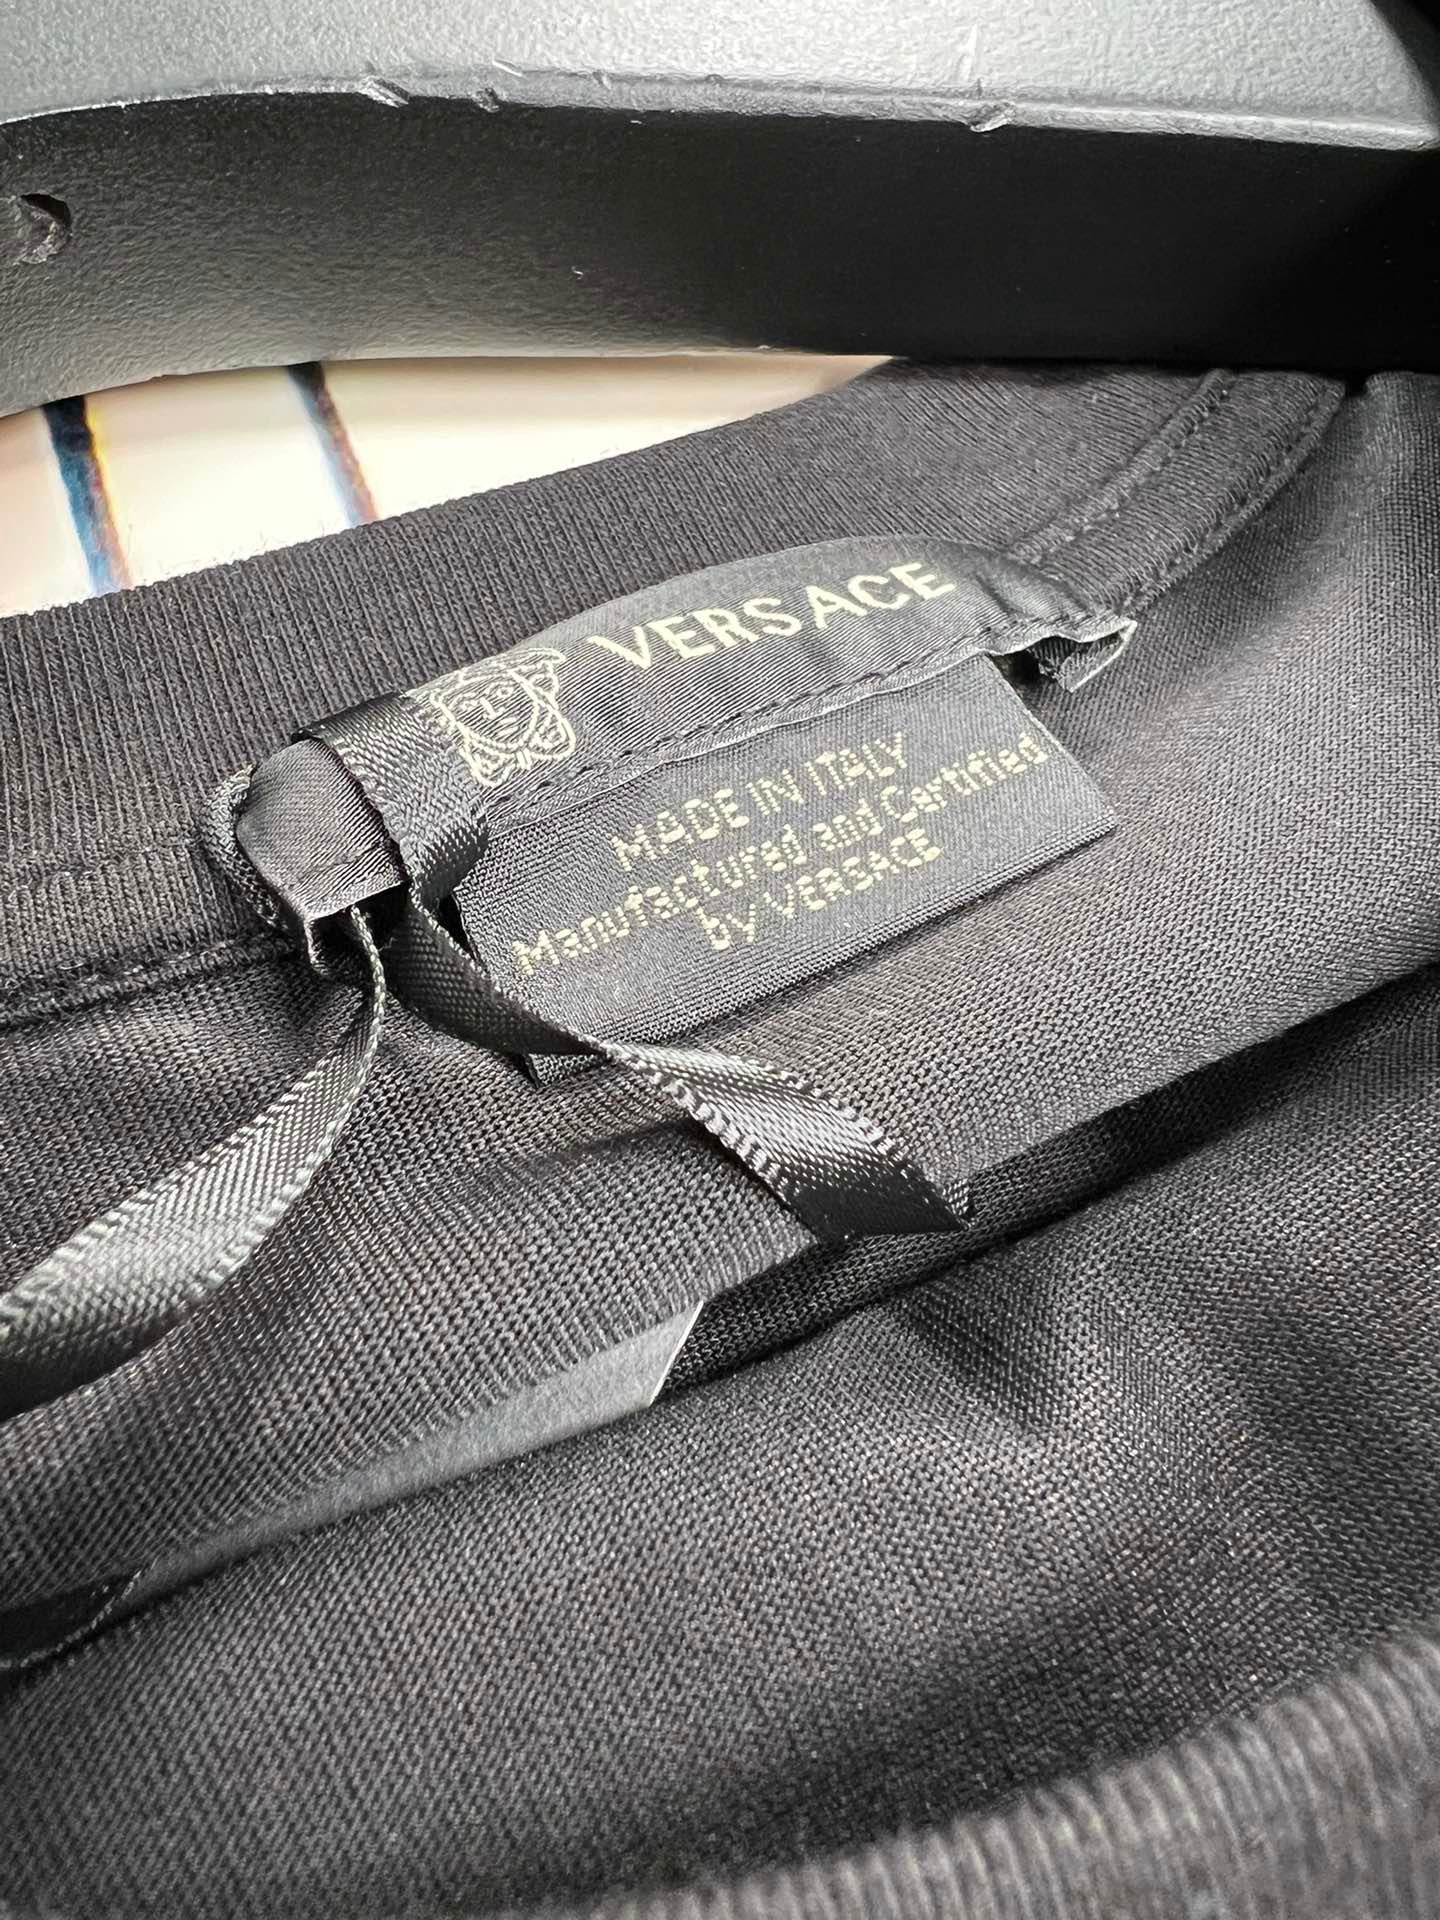 VERSACE
MADE IN ITALY
Manufactured and Certified
by VERSACE